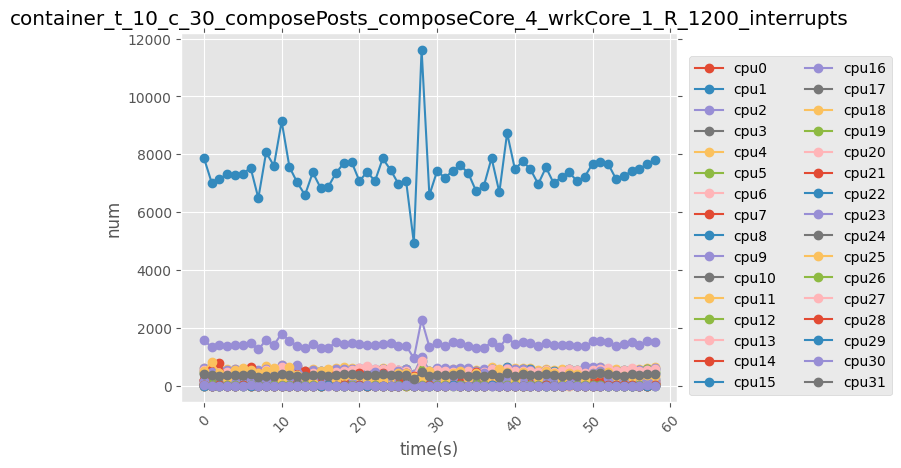 container_t_10_c_30_composePosts_composeCore_4_wrkCore_1_R_1200_interrupts
12000
10000
8000
6000
4000
2000
0
num
0
10
20
30
40
50
60
time(s)
cpu0
cpu1
cpu2
cpu3
cpu4
cpu5
cpu6
cpu7
cpu8
cpu9
cpu10
cpu11
cpu12
cpu13
cpu14
cpu15
cpu16
cpu17
cpu18
cpu19
cpu20
cpu21
cpu22
cpu23
cpu24
cpu25
cpu26
cpu27
cpu28
cpu29
cpu30
cpu31